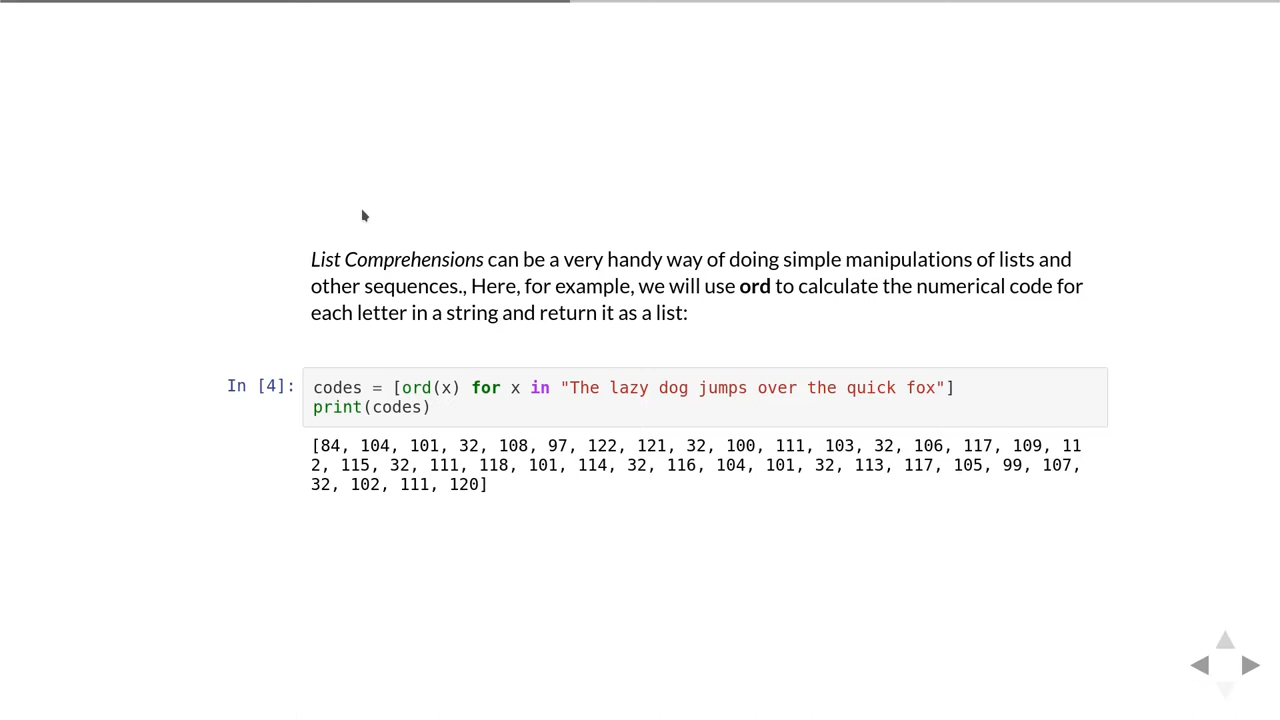 List Comprehensions can be a very handy way of doing simple manipulations of lists and
other sequences., Here, for example, we will use ord to calculate the numerical code for
each letter in a string and return it as a list:
In [4]: codes = [ord(x) for x in "The lazy dog jumps over the quick fox"]
print(codes)
[84, 104, 101, 32, 108, 97, 122, 121, 32, 100, 111, 103, 32, 106, 117, 109, 11
2, 115, 32, 111, 118, 101, 114, 32, 116, 104, 101, 32, 113, 117, 105, 99, 107,
32, 102, 111, 120]